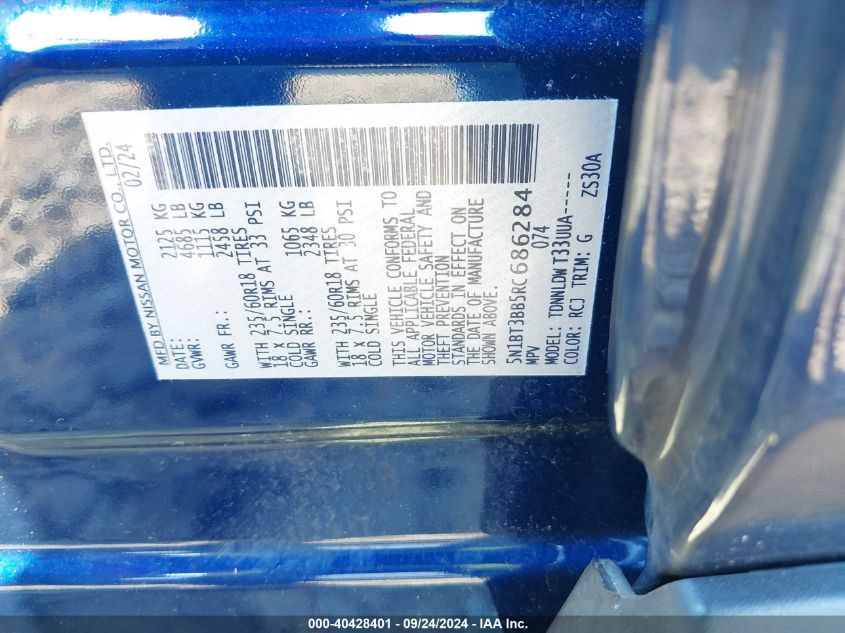 MFD BY NISSAN MOTOR CO., LTD.
DATE: 02/24
GVWR: 2125 KG
4685 LB
GAWR FR.: 1115 KG
2458 LB
WITH 235/60R18 TIRES
18 X 7.5 RIMS AT 33 PSI
COLD SINGLE
GAWR RR.: 1065 KG
2348 LB
WITH 235/60R18 TIRES
18 X 7.5 RIMS AT 30 PSI
COLD SINGLE
THIS VEHICLE CONFORMS TO
ALL APPLICABLE FEDERAL
MOTOR VEHICLE SAFETY AND
THEFT PREVENTION
STANDARDS IN EFFECT ON
THE DATE OF MANUFACTURE
SHOWN ABOVE.
5N1BT3BB5RC686284
MPV 074
MODEL: TDNNLDW T33UUA-----
COLOR: RCJ TRIM: G ZS30A
000-40428401 - 09/24/2024 - IAA Inc.